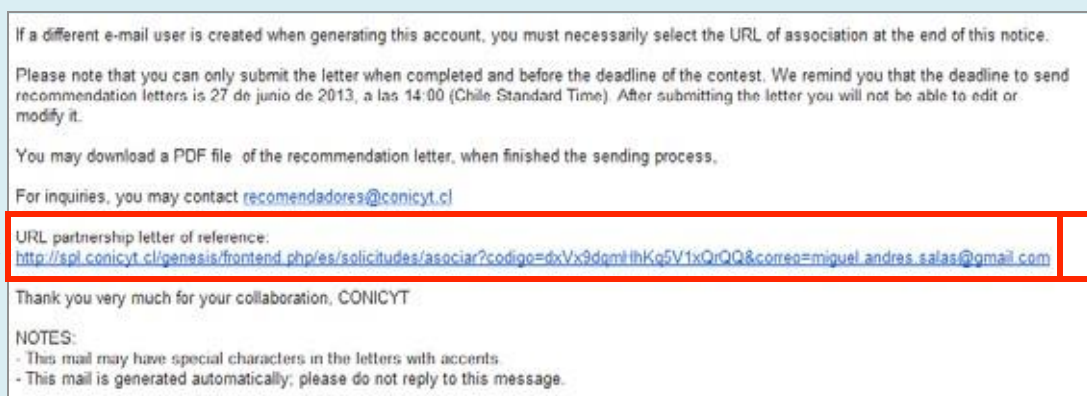 If a different e-mail user is created when generating this account, you must necessarily select the URL of association at the end of this notice.
Please note that you can only submit the letter when completed and before the deadline of the contest. We remind you that the deadline to send
recommendation letters is 27 de junio de 2013, a las 14:00 (Chile Standard Time). After submitting the letter you will not be able to edit or
modify it.
You may download a PDF file of the recommendation letter, when finished the sending process,
For inquiries, you may contact recomendadores@conicyt.cl
URL partnership letter of reference:
http://spl.conicyt.cl/genesis/frontend.php/es/solicitudes/asociar?codigo=dxVx9dqmHhKq5V1xQrQQ&correo=miguel.andres.salas@gmail.com
Thank you very much for your collaboration, CONICYT
NOTES:
- This mail may have special characters in the letters with accents.
- This mail is generated automatically; please do not reply to this message.